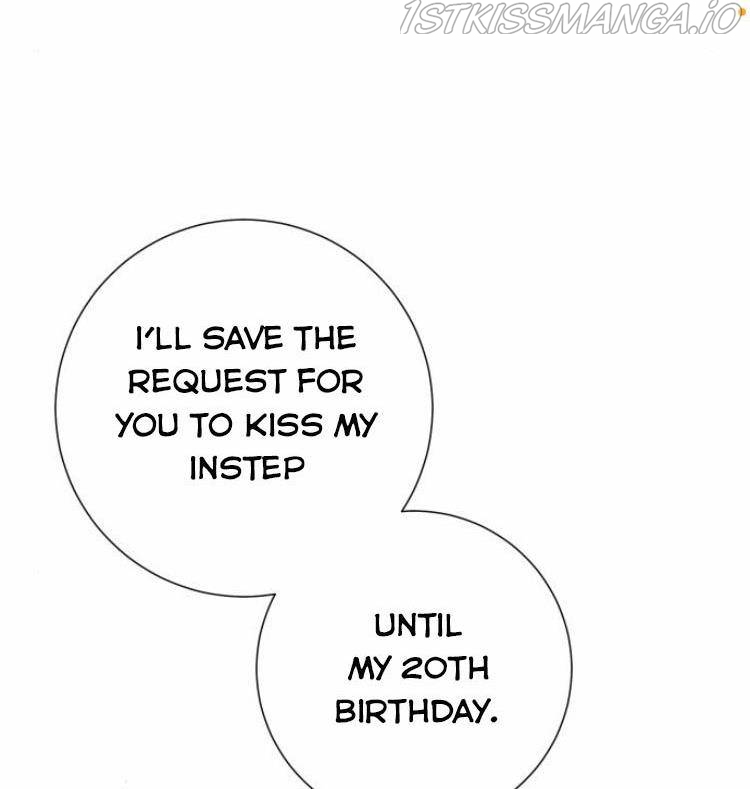 1STKISSMANGA.IO
I'LL SAVE THE
REQUEST FOR
YOU TO KISS MY
INSTEP
UNTIL
MY 20TH
BIRTHDAY.